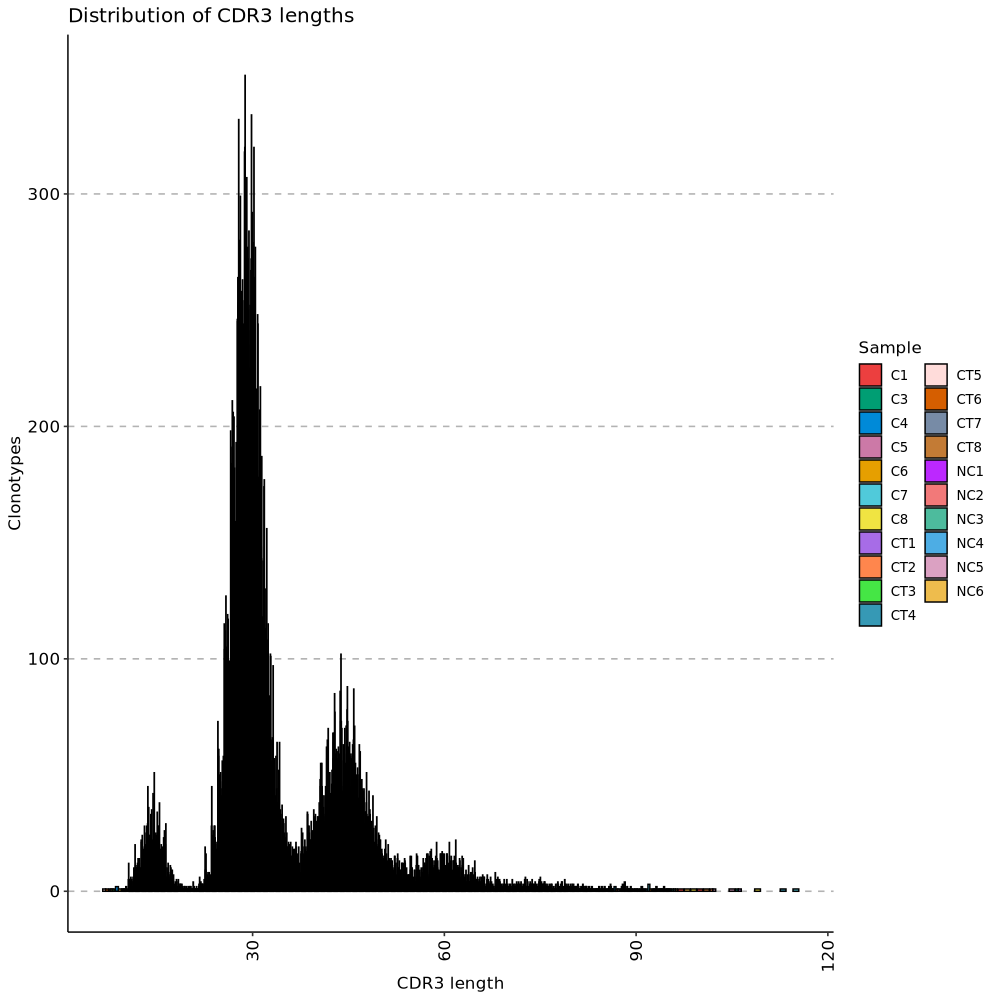 Distribution of CDR3 lengths
Clonotypes
300
200
100
0
30
60
90
120
CDR3 length
Sample
C1
C3
C4
C5
C6
C7
C8
CT1
CT2
CT3
CT4
CT5
CT6
CT7
CT8
NC1
NC2
NC3
NC4
NC5
NC6